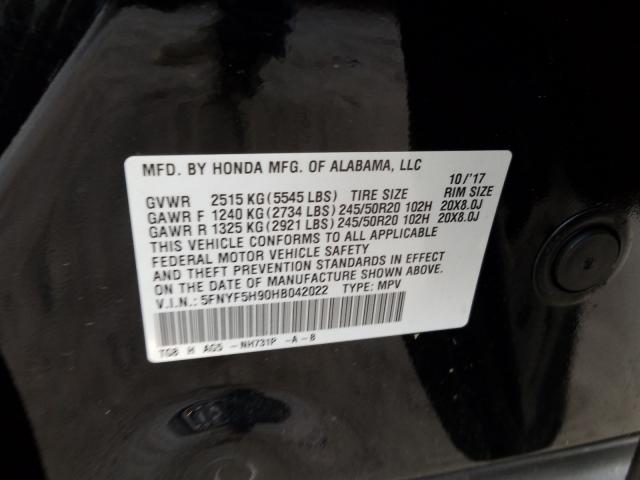 MFD. BY HONDA MFG. OF ALABAMA, LLC 10/'17
GVWR 2515 KG(5545 LBS) TIRE SIZE RIM SIZE
GAWR F 1240 KG(2734 LBS)245/50R20 102H 20X8.0J
GAWR R 1325 KG(2921 LBS)245/50R20 102H 20X8.0J
THIS VEHICLE CONFORMS TO ALL APPLICABLE
FEDERAL MOTOR VEHICLE SAFETY
AND THEFT PREVENTION STANDARDS IN EFFECT
ON THE DATE OF MANUFACTURE SHOWN ABOVE.
V.I.N.: 5FNYF5H90HB042022 TYPE: MPV
TG8 H AGS -NH731P -A-B